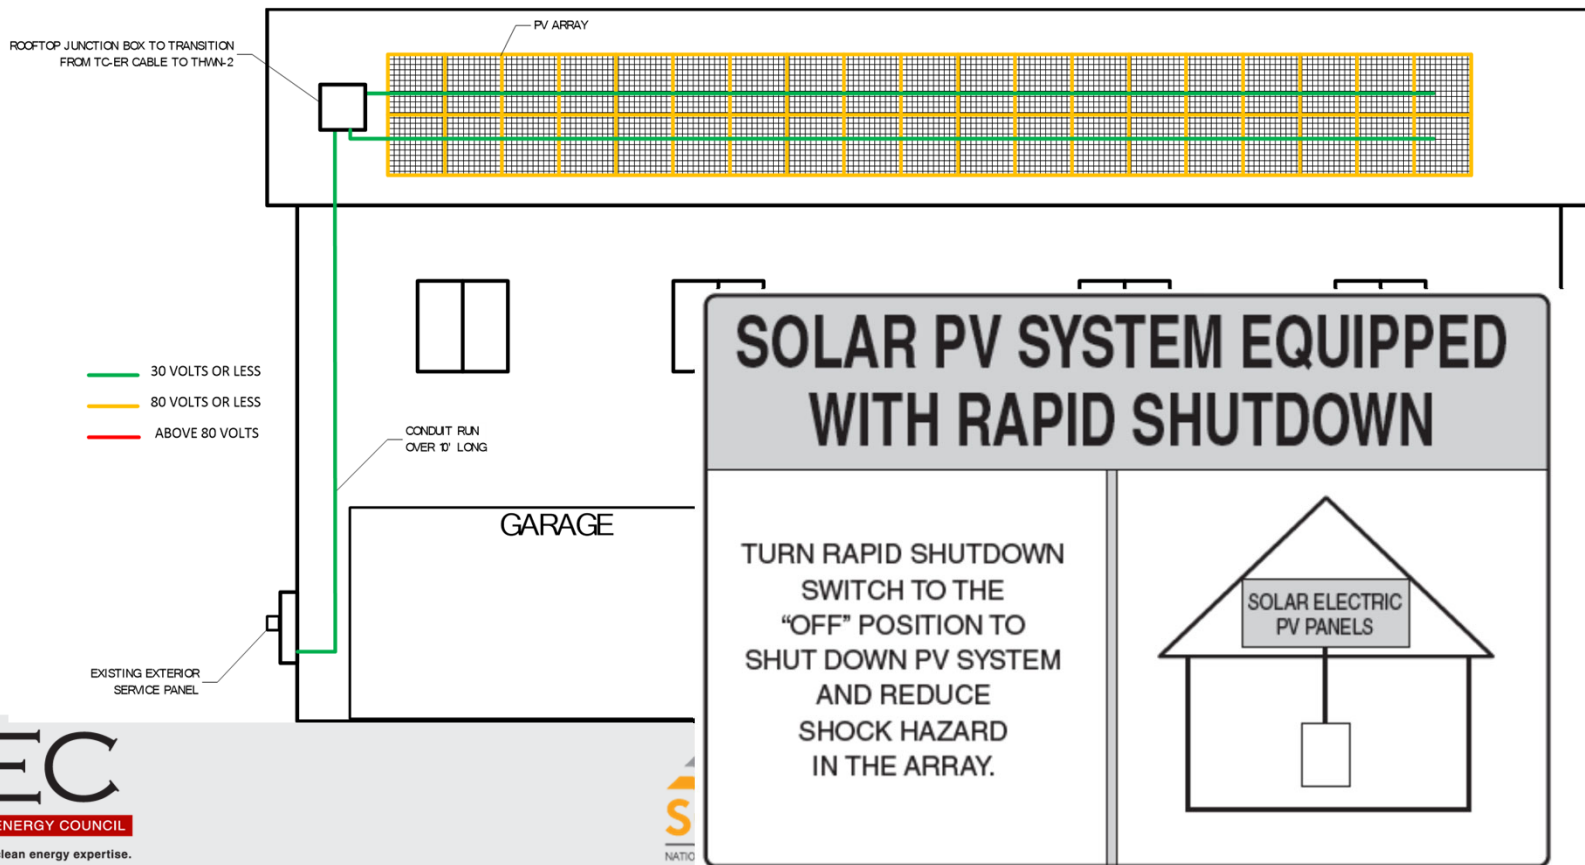 PV ARRAY
ROOFTOP JUNCTION BOX TO TRANSITION
FROM TC-ER CABLE TO THWN-2
30 VOLTS OR LESS
80 VOLTS OR LESS
ABOVE 80 VOLTS
CONDUIT RUN
OVER 10' LONG
GARAGE
EXISTING EXTERIOR
SERVICE PANEL
SOLAR PV SYSTEM EQUIPPED
WITH RAPID SHUTDOWN
TURN RAPID SHUTDOWN
SWITCH TO THE
“OFF” POSITION TO
SHUT DOWN PV SYSTEM
AND REDUCE
SHOCK HAZARD
IN THE ARRAY.
SOLAR ELECTRIC
PV PANELS
EC
ENERGY COUNCIL
clean energy expertise.
S
NATIO